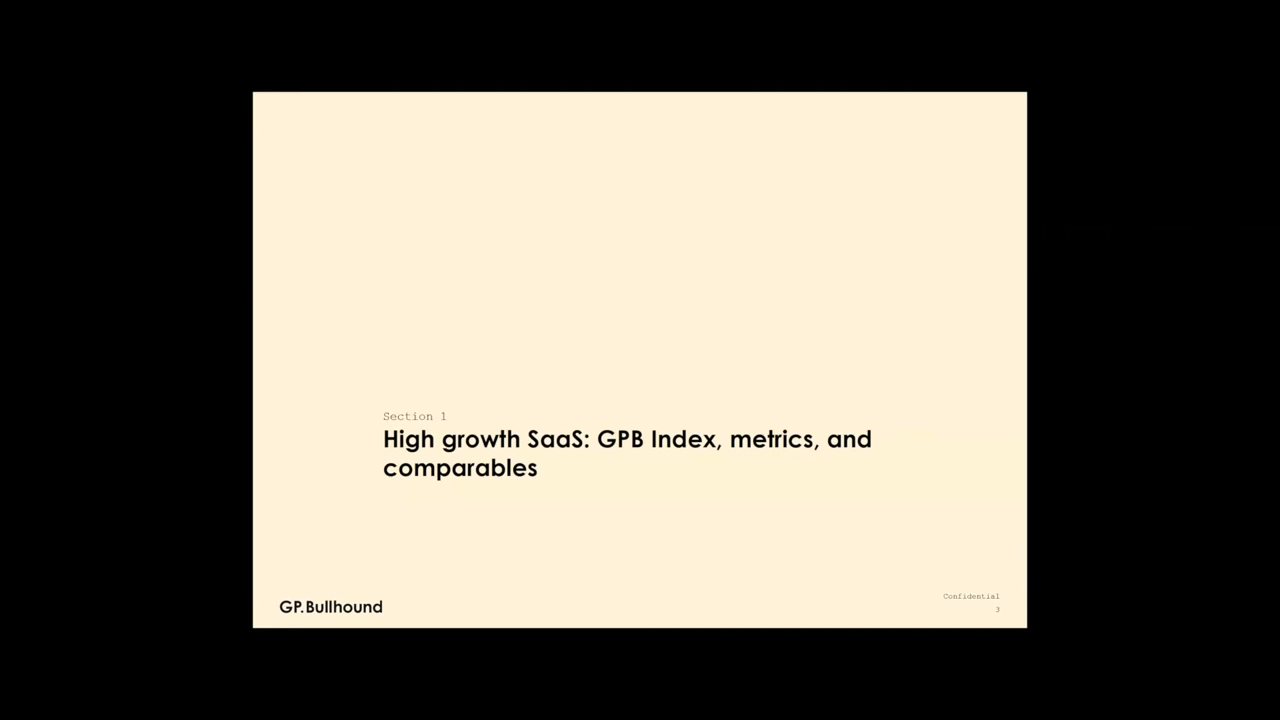 Section 1
High growth SaaS: GPB Index, metrics, and
comparables
GP.Bullhound
Confidential
3